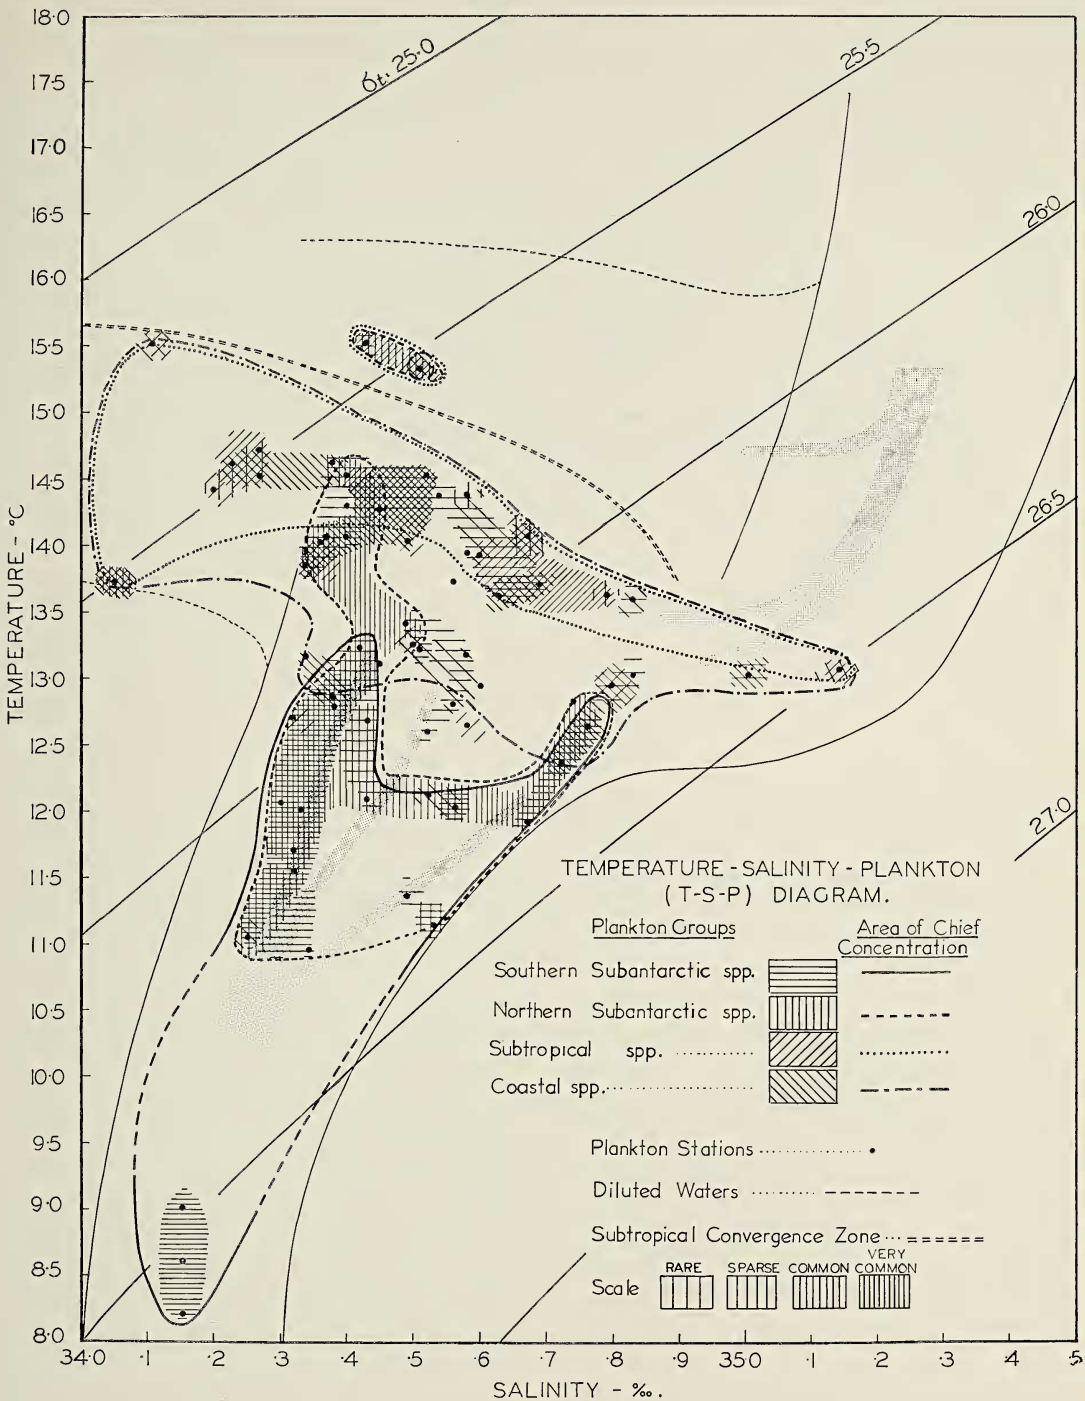 18·0
17·5
17·0
16·5
16·0
15·5
15·0
14·5
14·0
13·5
13·0
12·5
12·0
11·5
11·0
10·5
10·0
9·5
9·0
8·5
8·0
TEMPERATURE - °C
σt. 25·0
25·5
26·0
26·5
27·0
TEMPERATURE - SALINITY - PLANKTON
(T-S-P) DIAGRAM.
Plankton Groups
Area of Chief
Concentration
Southern Subantarctic spp.
Northern Subantarctic spp.
Subtropical spp.
Coastal spp.
Plankton Stations
Diluted Waters
Subtropical Convergence Zone
Scale
RARE SPARSE COMMON VERY COMMON
34·0 ·1 ·2 ·3 ·4 ·5 ·6 ·7 ·8 ·9 35·0 ·1 ·2 ·3 ·4 ·5
SALINITY - ‰.